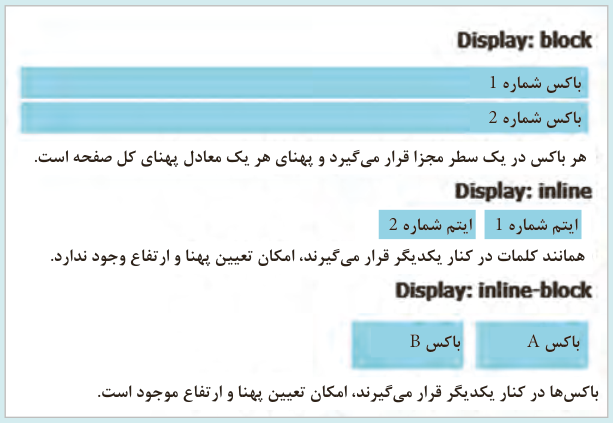 Display: block
باکس شماره 1
باکس شماره 2
هر باکس در یک سطر مجزا قرار می‌گیرد و پهنای هر یک معادل پهنای کل صفحه است.
Display: inline
ایتم شماره 1 ایتم شماره 2
همانند کلمات در کنار یکدیگر قرار می‌گیرند، امکان تعیین پهنا و ارتفاع وجود ندارد.
Display: inline-block
باکس A باکس B
باکس‌ها در کنار یکدیگر قرار می‌گیرند، امکان تعیین پهنا و ارتفاع موجود است.